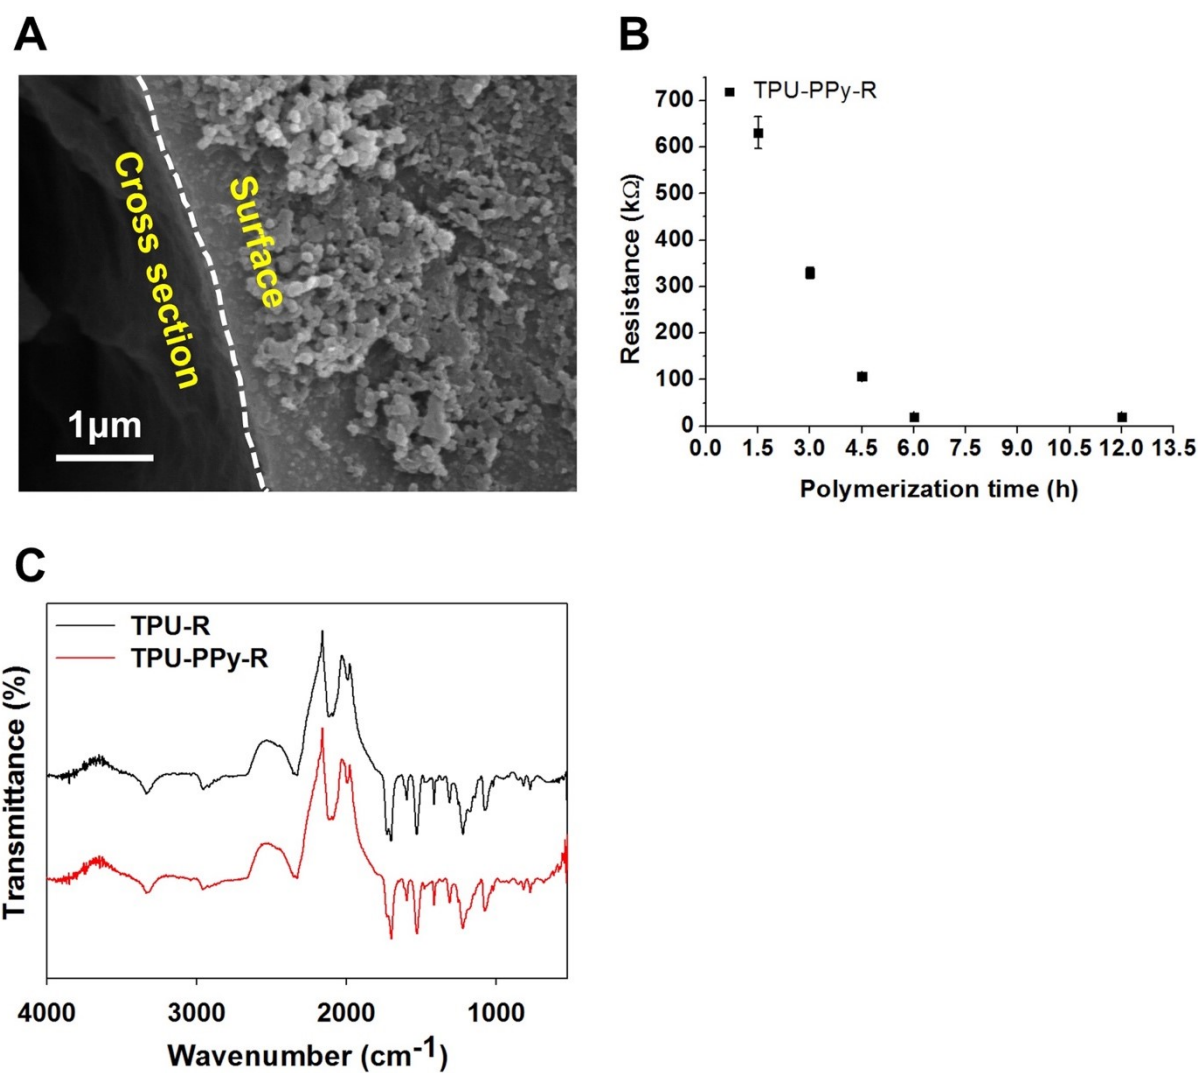 A
Cross section
Surface
1µm
B
TPU-PPy-R
Resistance (kΩ)
700
600
500
400
300
200
100
0
0.0 1.5 3.0 4.5 6.0 7.5 9.0 10.5 12.0 13.5
Polymerization time (h)
C
TPU-R
TPU-PPy-R
Transmittance (%)
4000 3000 2000 1000
Wavenumber (cm-1)